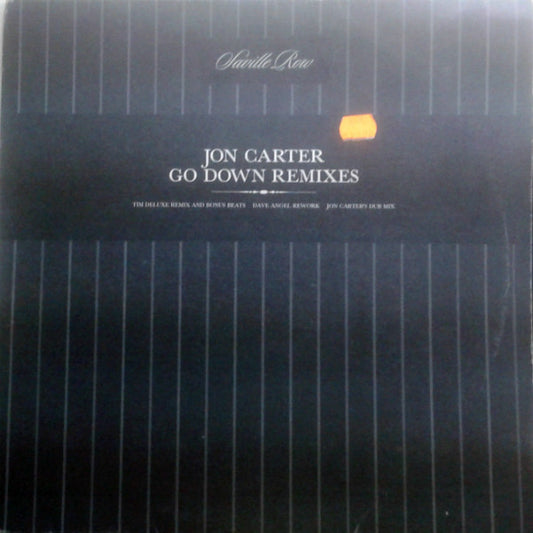 Saville Row
JON CARTER
GO DOWN REMIXES
TIM DELUXE REMIX AND BONUS BEATS DAVE ANGEL REWORK JON CARTER'S DUB MIX